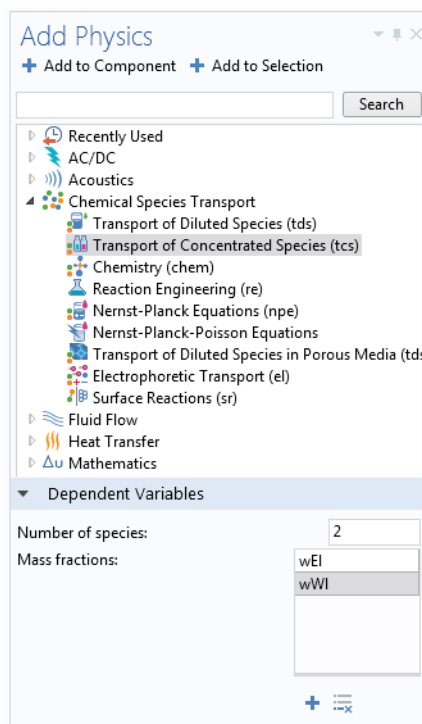 Add Physics
Add to Component Add to Selection
Search
Recently Used
AC/DC
Acoustics
Chemical Species Transport
Transport of Diluted Species (tds)
Transport of Concentrated Species (tcs)
Chemistry (chem)
Reaction Engineering (re)
Nernst-Planck Equations (npe)
Nernst-Planck-Poisson Equations
Transport of Diluted Species in Porous Media (tds
Electrophoretic Transport (el)
Surface Reactions (sr)
Fluid Flow
Heat Transfer
Δu Mathematics
Dependent Variables
Number of species: 2
Mass fractions: wEI
wWI